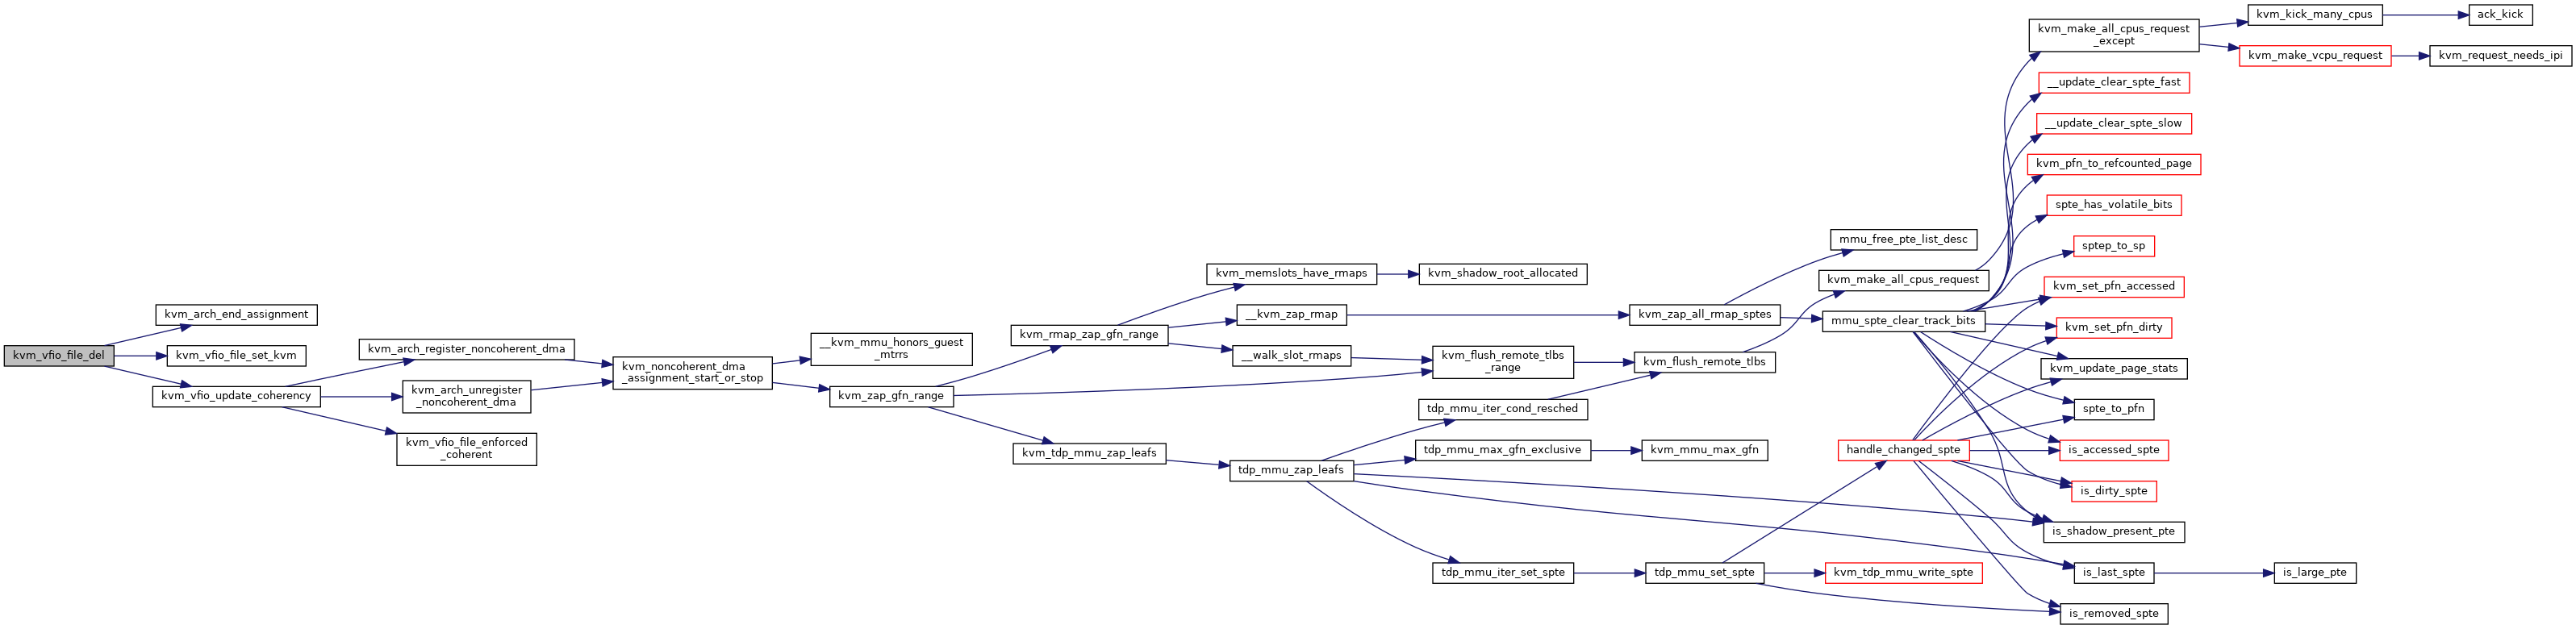 kvm_vfio_file_del
kvm_arch_end_assignment
kvm_vfio_file_set_kvm
kvm_vfio_update_coherency
kvm_arch_register_noncoherent_dma
kvm_arch_unregister
_noncoherent_dma
kvm_vfio_file_enforced
_coherent
kvm_noncoherent_dma
_assignment_start_or_stop
__kvm_mmu_honors_guest
_mtrrs
kvm_zap_gfn_range
kvm_rmap_zap_gfn_range
kvm_tdp_mmu_zap_leafs
kvm_memslots_have_rmaps
__kvm_zap_rmap
__walk_slot_rmaps
tdp_mmu_zap_leafs
kvm_shadow_root_allocated
kvm_flush_remote_tlbs
_range
tdp_mmu_iter_cond_resched
tdp_mmu_max_gfn_exclusive
tdp_mmu_iter_set_spte
kvm_zap_all_rmap_sptes
kvm_flush_remote_tlbs
kvm_mmu_max_gfn
tdp_mmu_set_spte
mmu_free_pte_list_desc
kvm_make_all_cpus_request
mmu_spte_clear_track_bits
handle_changed_spte
kvm_tdp_mmu_write_spte
kvm_make_all_cpus_request
_except
__update_clear_spte_fast
__update_clear_spte_slow
kvm_pfn_to_refcounted_page
spte_has_volatile_bits
sptep_to_sp
kvm_set_pfn_accessed
kvm_set_pfn_dirty
kvm_update_page_stats
spte_to_pfn
is_accessed_spte
is_dirty_spte
is_shadow_present_pte
is_last_spte
is_removed_spte
kvm_kick_many_cpus
kvm_make_vcpu_request
is_large_pte
ack_kick
kvm_request_needs_ipi